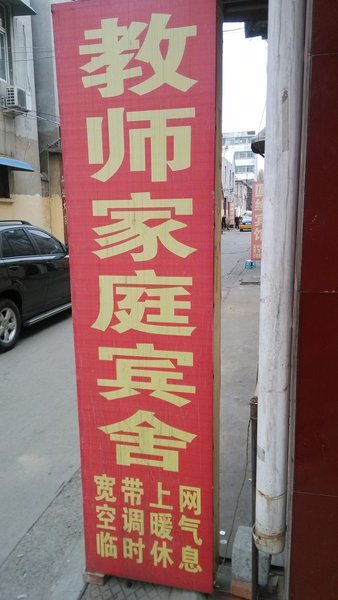 教师家庭宾舍
宽带上网
空调暖气
临时休息